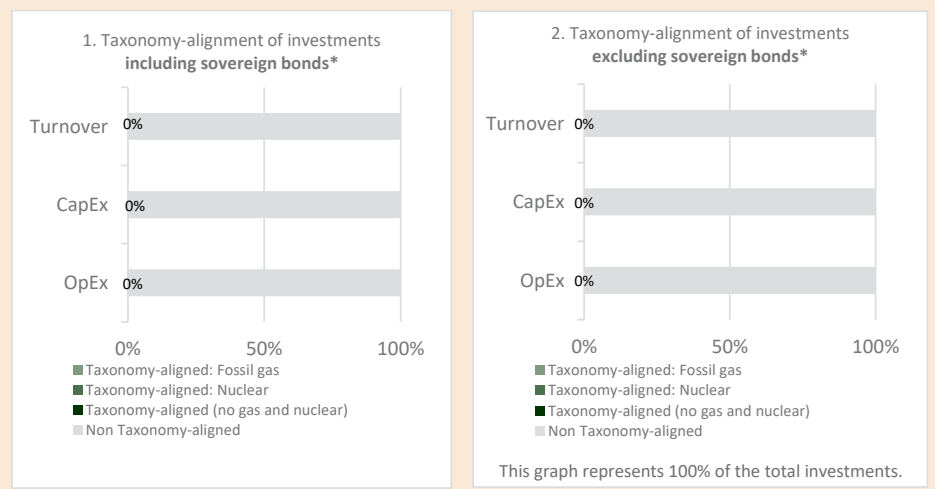 1. Taxonomy-alignment of investments
including sovereign bonds*
Turnover 0%
CapEx 0%
OpEx 0%
0% 50% 100%
Taxonomy-aligned: Fossil gas
Taxonomy-aligned: Nuclear
Taxonomy-aligned (no gas and nuclear)
Non Taxonomy-aligned
2. Taxonomy-alignment of investments
excluding sovereign bonds*
Turnover 0%
CapEx 0%
OpEx 0%
0% 50% 100%
Taxonomy-aligned: Fossil gas
Taxonomy-aligned: Nuclear
Taxonomy-aligned (no gas and nuclear)
Non Taxonomy-aligned
This graph represents 100% of the total investments.